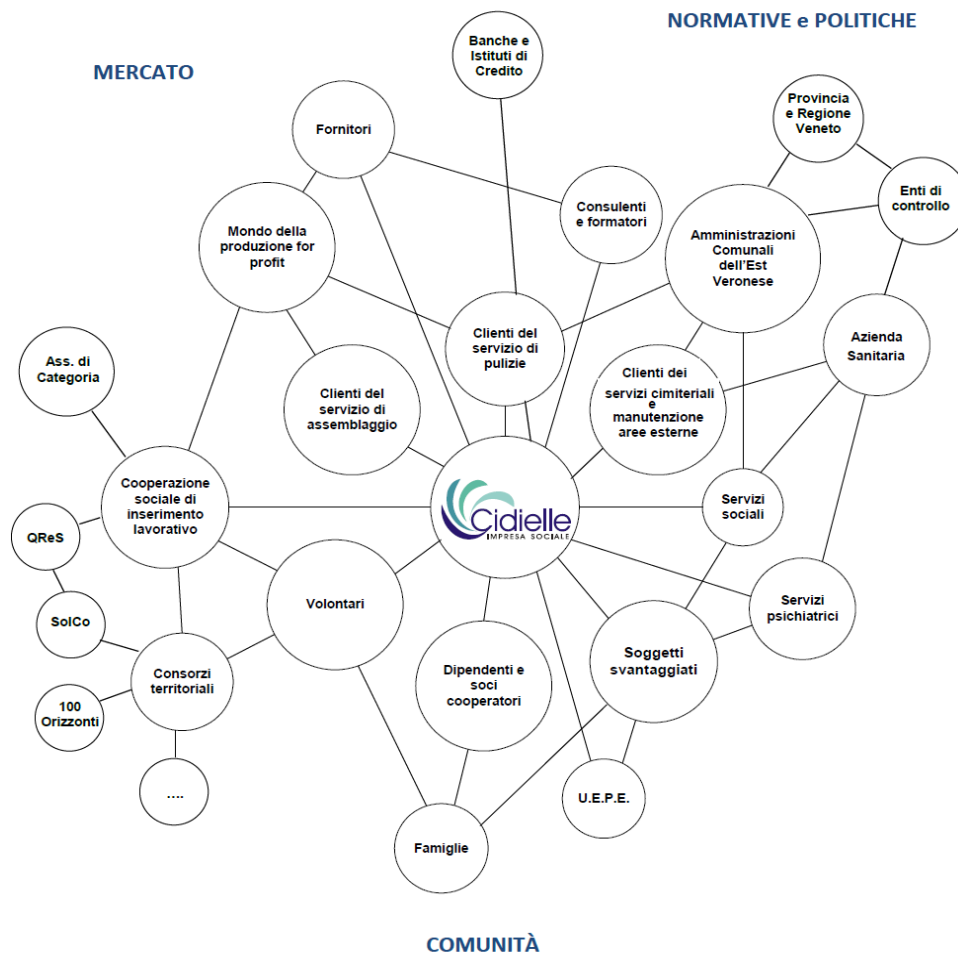 NORMATIVE e POLITICHE
MERCATO
Banche e
Istituti di
Credito
Provincia
e Regione
Veneto
Fornitori
Enti di
controllo
Consulenti
e formatori
Mondo della
produzione for
profit
Amministrazioni
Comunali
dell'Est
Veronese
Clienti del
servizio di
pulizie
Azienda
Sanitaria
Ass. di
Categoria
Clienti del
servizio di
assemblaggio
Clienti dei
servizi cimiteriali
e
manutenzione
aree esterne
Cooperazione
sociale di
inserimento
lavorativo
Cidielle
IMPRESA SOCIALE
Servizi
sociali
QReS
Volontari
Servizi
psichiatrici
SolCo
Soggetti
svantaggiati
Dipendenti e
soci
cooperatori
Consorzi
territoriali
100
Orizzonti
....
U.E.P.E.
Famiglie
COMUNITÀ